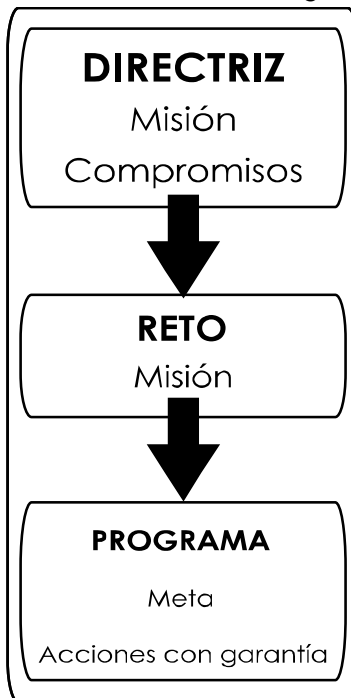 DIRECTRIZ
Misión
Compromisos
RETO
Misión
PROGRAMA
Meta
Acciones con garantía